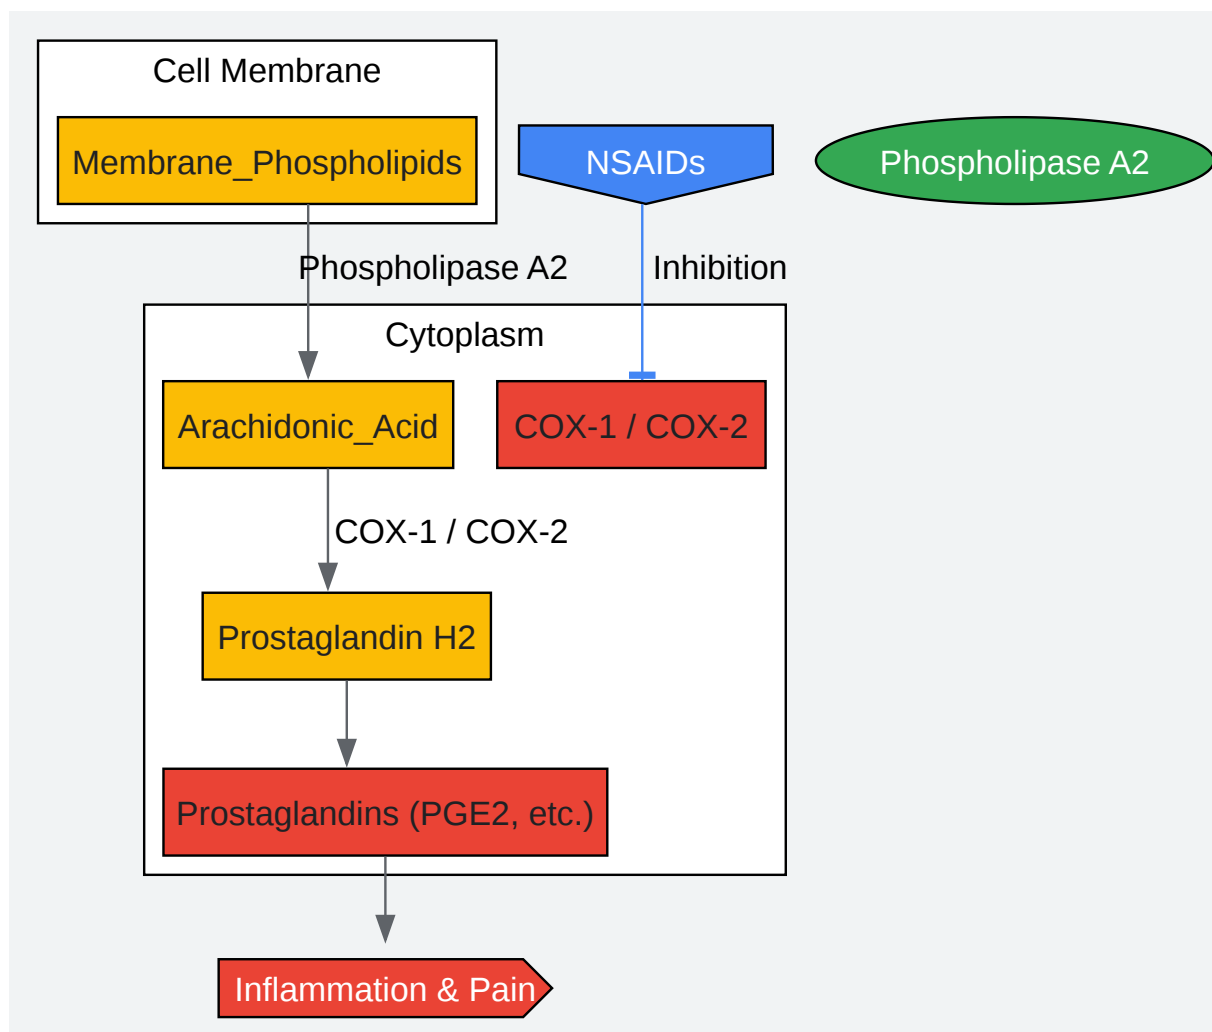 Cell Membrane
Membrane_Phospholipids
NSAIDs
Phospholipase A2
Phospholipase A2
Inhibition
Cytoplasm
Arachidonic_Acid
COX-1 / COX-2
COX-1 / COX-2
Prostaglandin H2
Prostaglandins (PGE2, etc.)
Inflammation & Pain